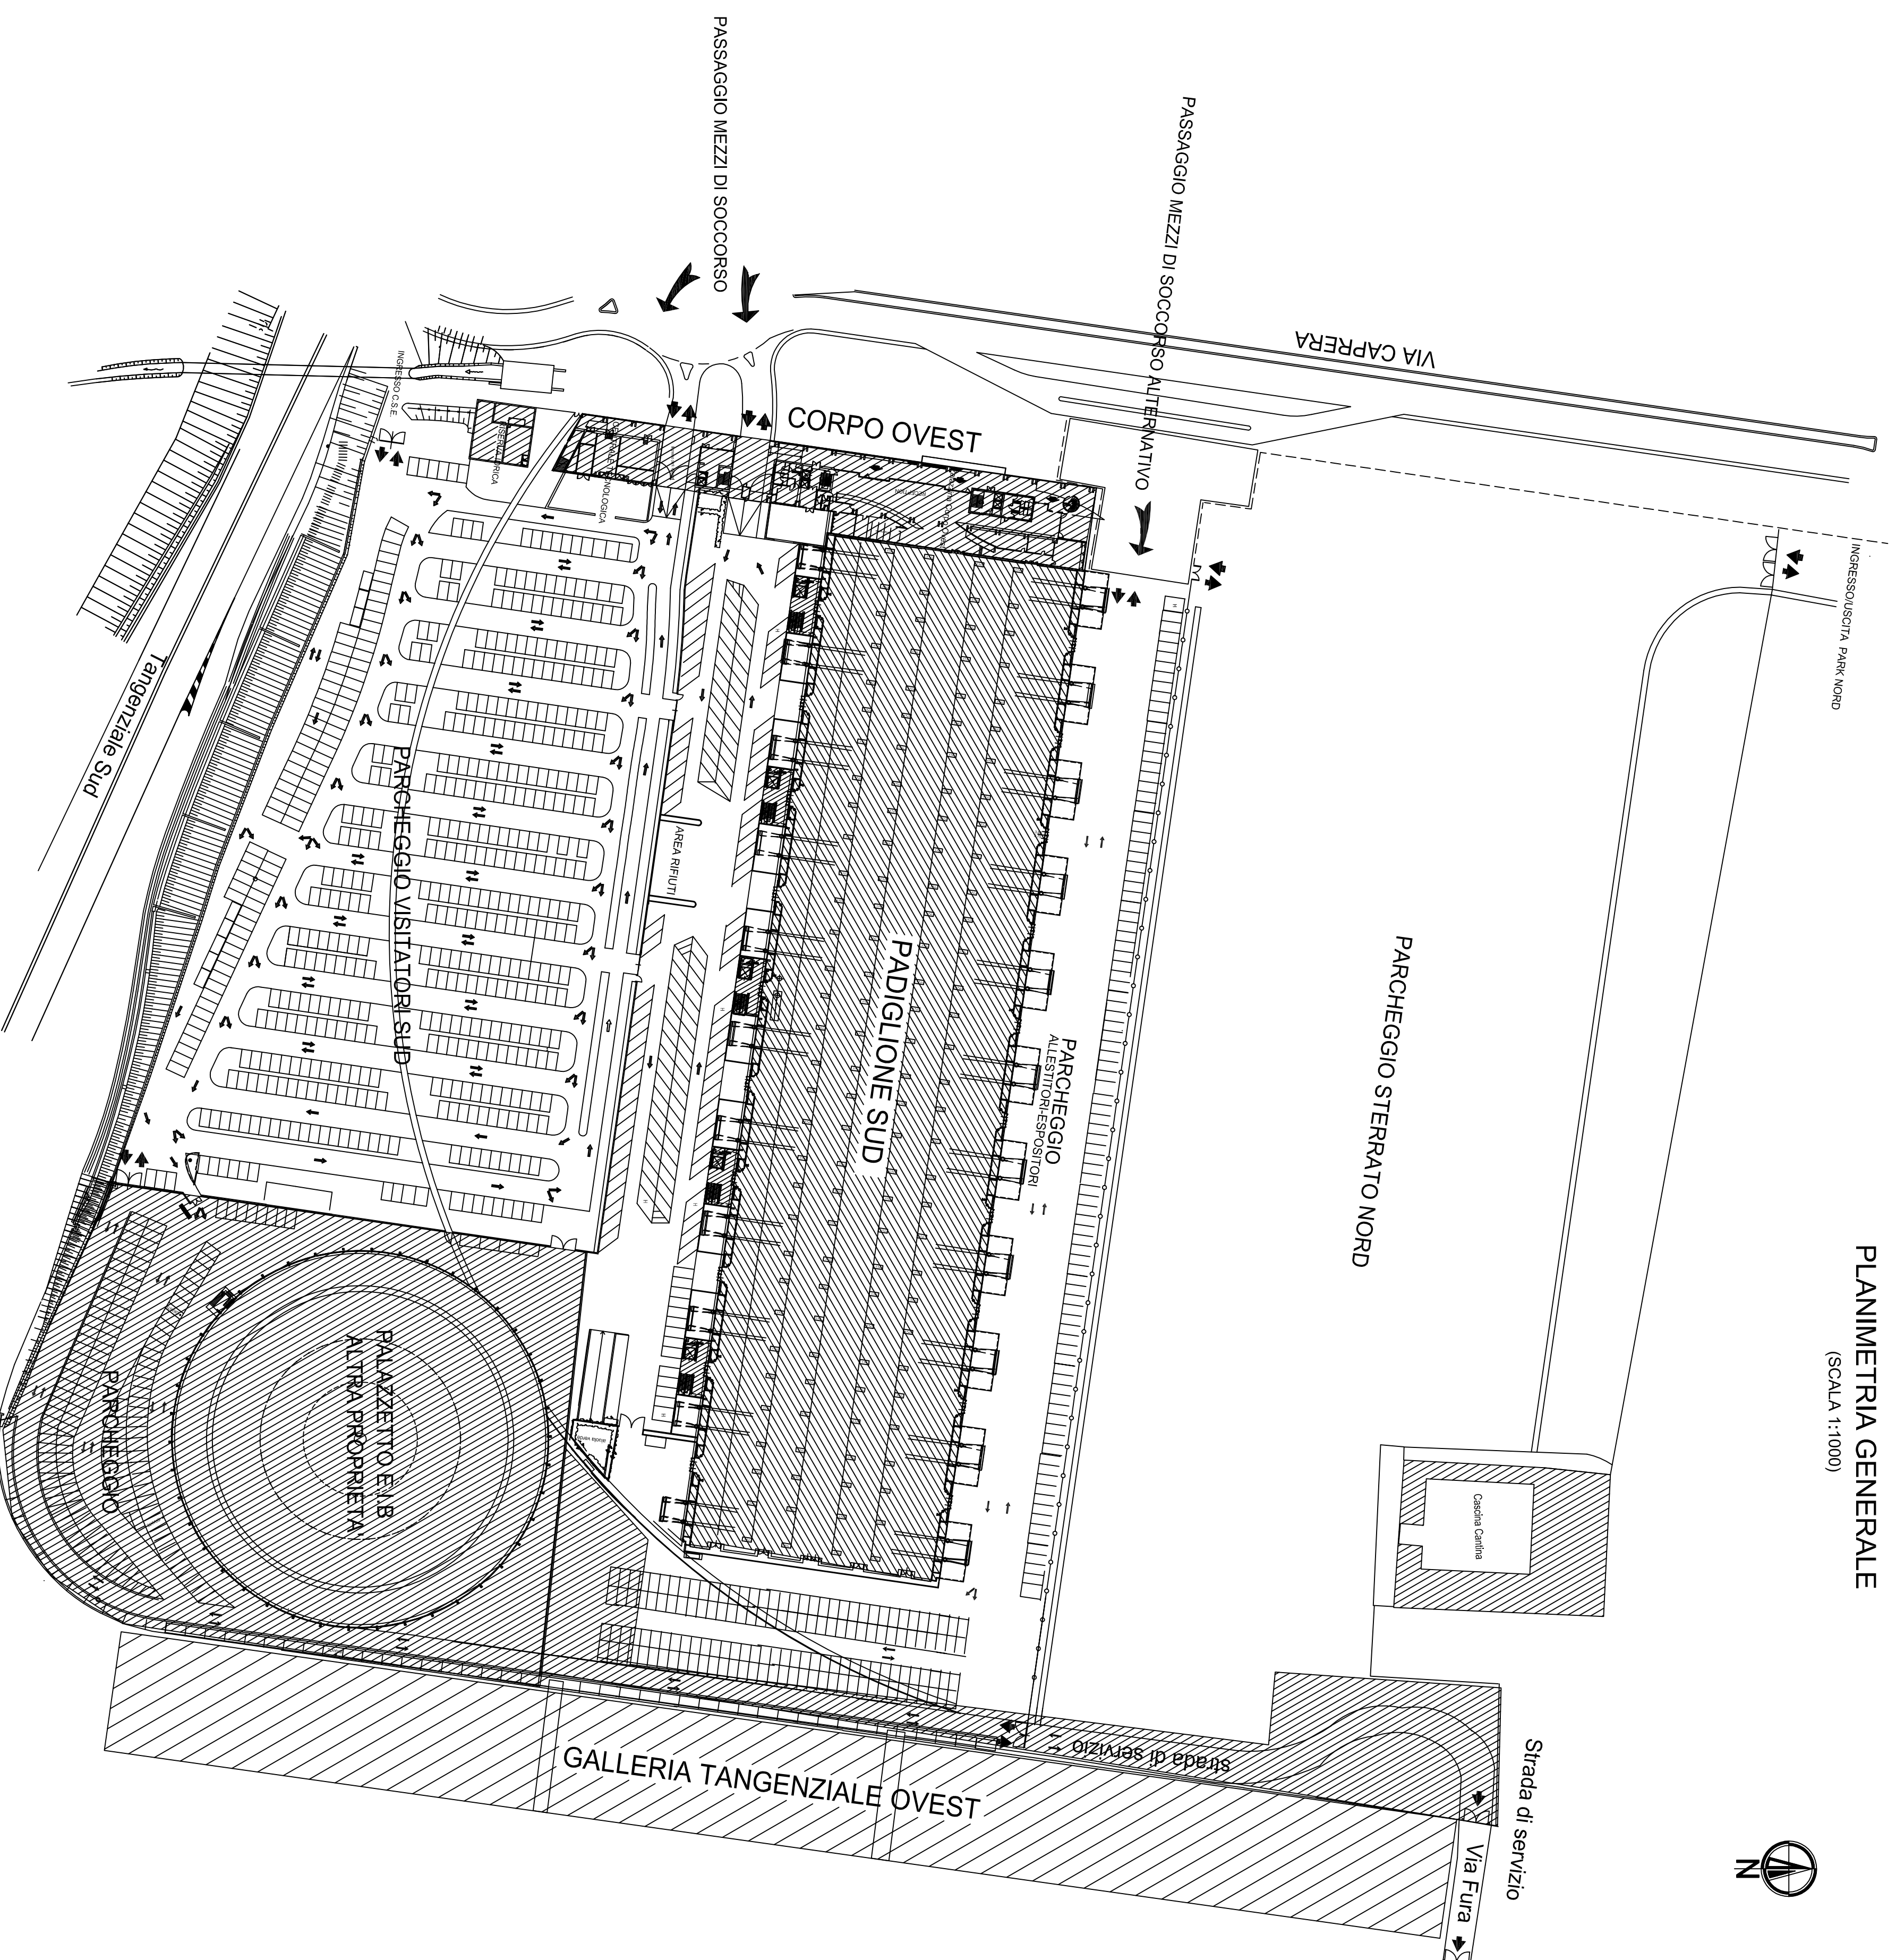 PLANIMETRIA GENERALE
(SCALA 1:1000)
PASSAGGIO MEZZI DI SOCCORSO
PASSAGGIO MEZZI DI SOCCORSO ALTERNATIVO
VIA CAPRERA
INGRESSO/USCITA PARK NORD
INGRESSO C.S.E.
CORPO OVEST
RECEPTION
Tangenziale Sud
PARCHEGGIO VISITATORI SUD
AREA RIFIUTI
PADIGLIONE SUD
PARCHEGGIO
ALLESTITORI-ESPOSITORI
PARCHEGGIO STERRATO NORD
Cascina Cantina
PALAZZETTO E.I.B
ALTRA PROPRIETA'
PARCHEGGIO
GALLERIA TANGENZIALE OVEST
strada di servizio
Strada di servizio
Via Fura
N
H
H
H
H
H
H
H